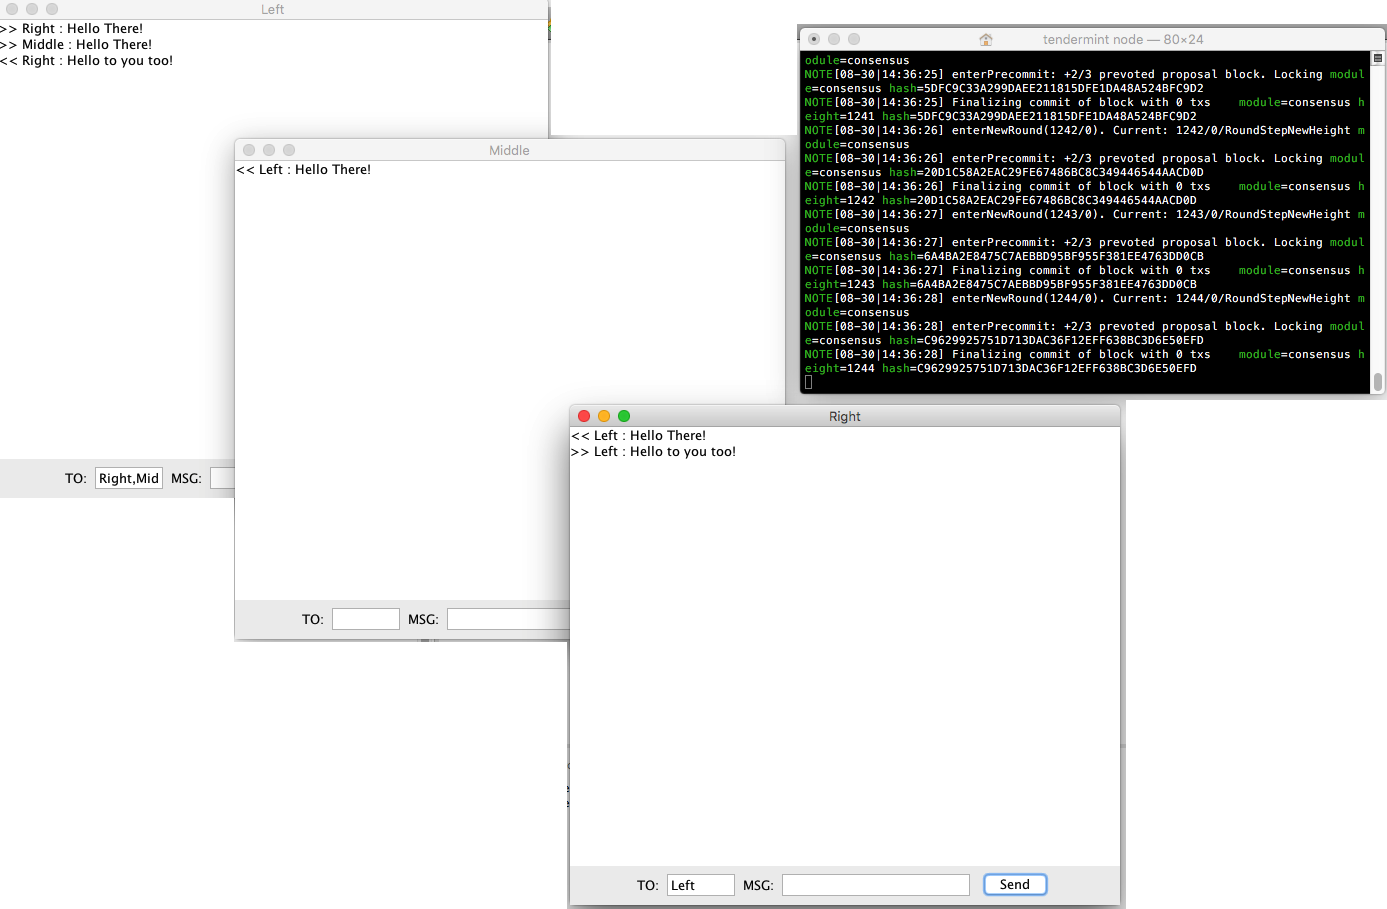 Left
>> Right : Hello There!
>> Middle : Hello There!
<< Right : Hello to you too!
TO: Right,Mid MSG:
Middle
<< Left : Hello There!
TO: MSG:
tendermint node — 80×24
odule=consensus
NOTE[08-30|14:36:25] enterPrecommit: +2/3 prevoted proposal block. Locking modul
e=consensus hash=5DFC9C33A299DAEE211815DFE1DA48A524BFC9D2
NOTE[08-30|14:36:25] Finalizing commit of block with 0 txs    module=consensus h
eight=1241 hash=5DFC9C33A299DAEE211815DFE1DA48A524BFC9D2
NOTE[08-30|14:36:26] enterNewRound(1242/0). Current: 1242/0/RoundStepNewHeight m
odule=consensus
NOTE[08-30|14:36:26] enterPrecommit: +2/3 prevoted proposal block. Locking modul
e=consensus hash=20D1C58A2EAC29FE67486BC8C349446544AACD0D
NOTE[08-30|14:36:26] Finalizing commit of block with 0 txs    module=consensus h
eight=1242 hash=20D1C58A2EAC29FE67486BC8C349446544AACD0D
NOTE[08-30|14:36:27] enterNewRound(1243/0). Current: 1243/0/RoundStepNewHeight m
odule=consensus
NOTE[08-30|14:36:27] enterPrecommit: +2/3 prevoted proposal block. Locking modul
e=consensus hash=6A4BA2E8475C7AEBBD95BF955F381EE4763DD0CB
NOTE[08-30|14:36:27] Finalizing commit of block with 0 txs    module=consensus h
eight=1243 hash=6A4BA2E8475C7AEBBD95BF955F381EE4763DD0CB
NOTE[08-30|14:36:28] enterNewRound(1244/0). Current: 1244/0/RoundStepNewHeight m
odule=consensus
NOTE[08-30|14:36:28] enterPrecommit: +2/3 prevoted proposal block. Locking modul
e=consensus hash=C9629925751D713DAC36F12EFF638BC3D6E50EFD
NOTE[08-30|14:36:28] Finalizing commit of block with 0 txs    module=consensus h
eight=1244 hash=C9629925751D713DAC36F12EFF638BC3D6E50EFD
Right
<< Left : Hello There!
>> Left : Hello to you too!
TO: Left MSG: Send